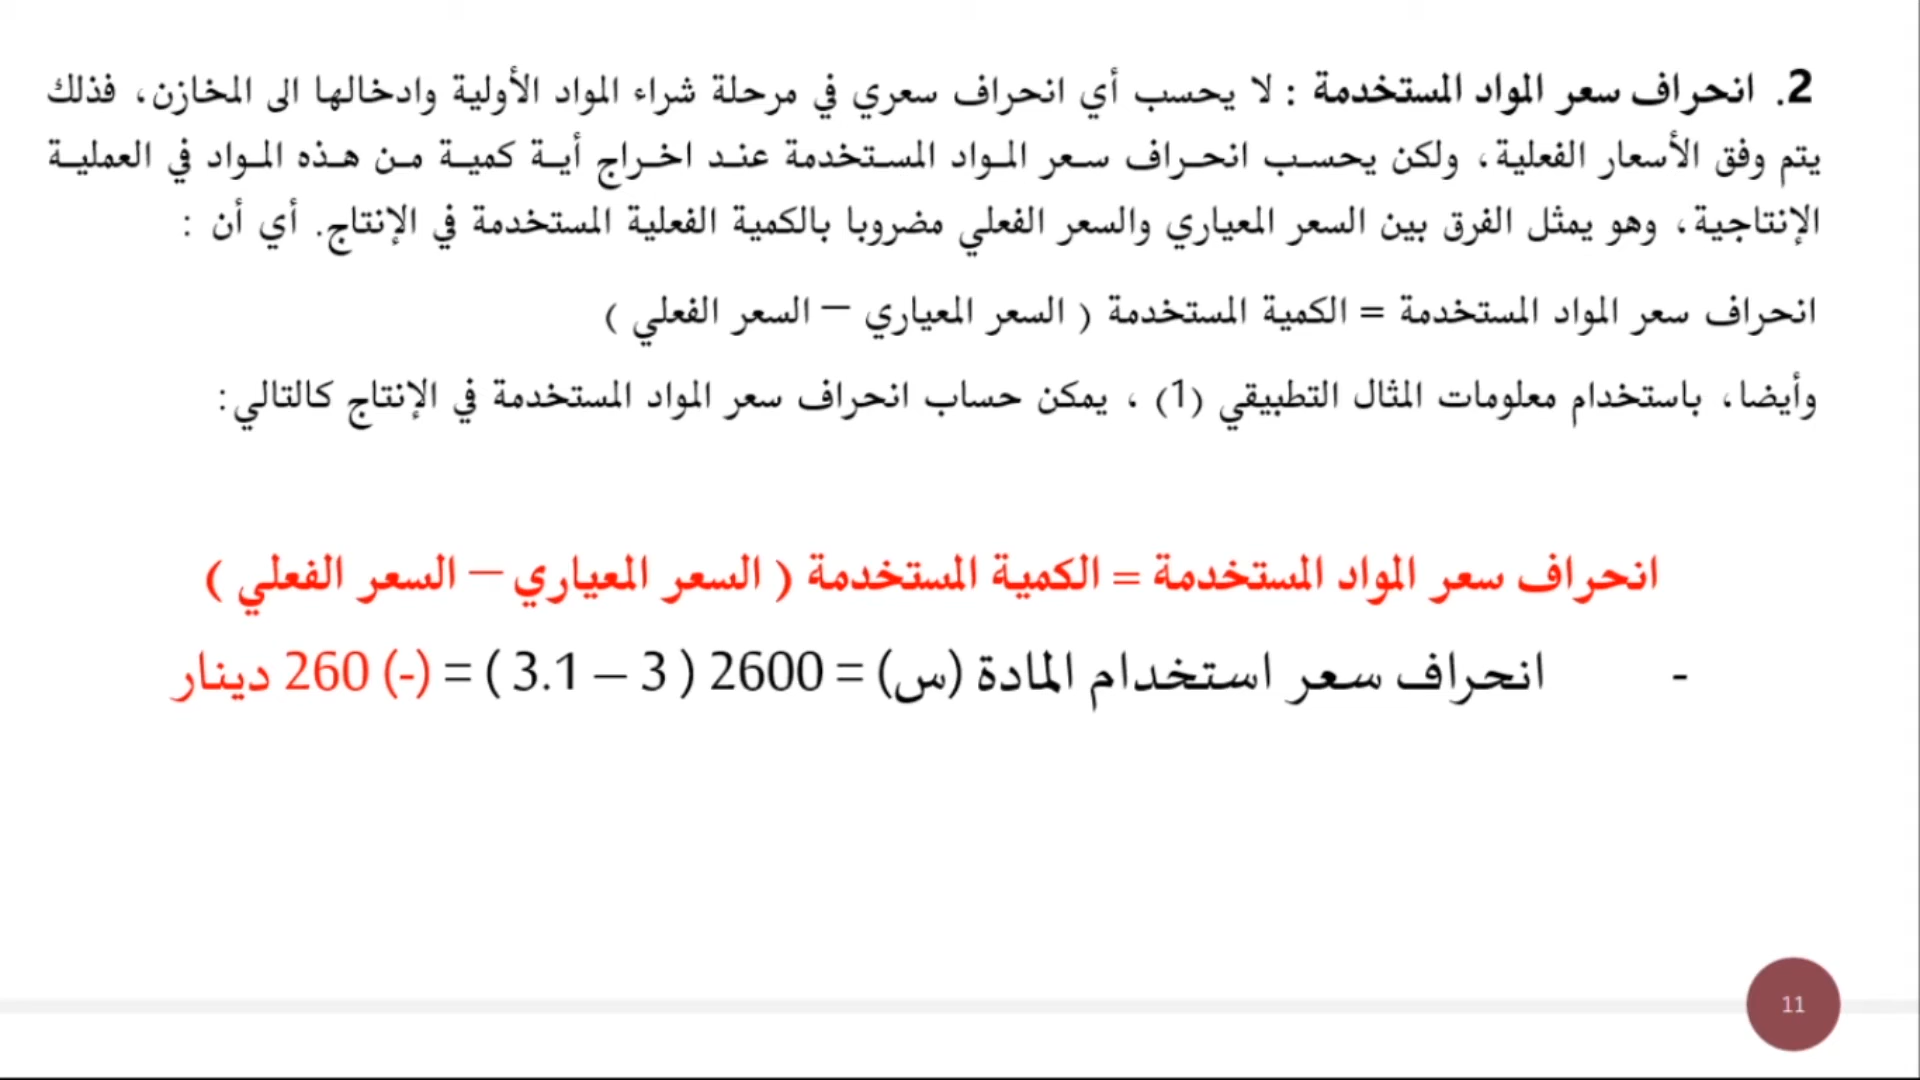 2. انحراف سعر المواد المستخدمة : لا يحسب أي انحراف سعري في مرحلة شراء المواد الأولية وادخالها الى المخازن، فذلك
يتم وفق الأسعار الفعلية، ولكن يحسب انحراف سعر المواد المستخدمة عند اخراج أية كمية من هذه المواد في العملية
الإنتاجية، وهو يمثل الفرق بين السعر المعياري والسعر الفعلي مضروبا بالكمية الفعلية المستخدمة في الإنتاج. أي أن :
انحراف سعر المواد المستخدمة = الكمية المستخدمة ( السعر المعياري – السعر الفعلي )
وأيضا، باستخدام معلومات المثال التطبيقي (1) ، يمكن حساب انحراف سعر المواد المستخدمة في الإنتاج كالتالي:
انحراف سعر المواد المستخدمة = الكمية المستخدمة ( السعر المعياري – السعر الفعلي )
- انحراف سعر استخدام المادة (س) = 2600 ( 3 – 3.1 ) = (-) 260 دينار
11